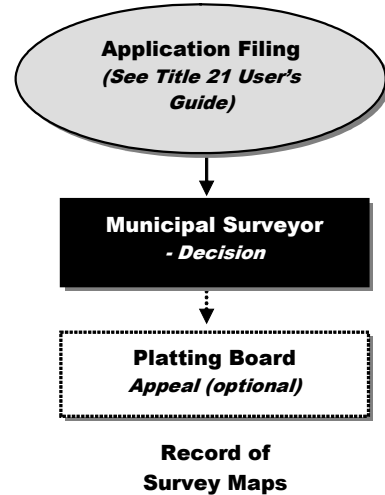 Application Filing
(See Title 21 User's
Guide)
Municipal Surveyor
- Decision
Platting Board
Appeal (optional)
Record of
Survey Maps